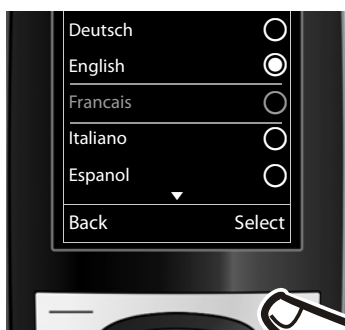 Deutsch
English
Francais
Italiano
Espanol
Back Select